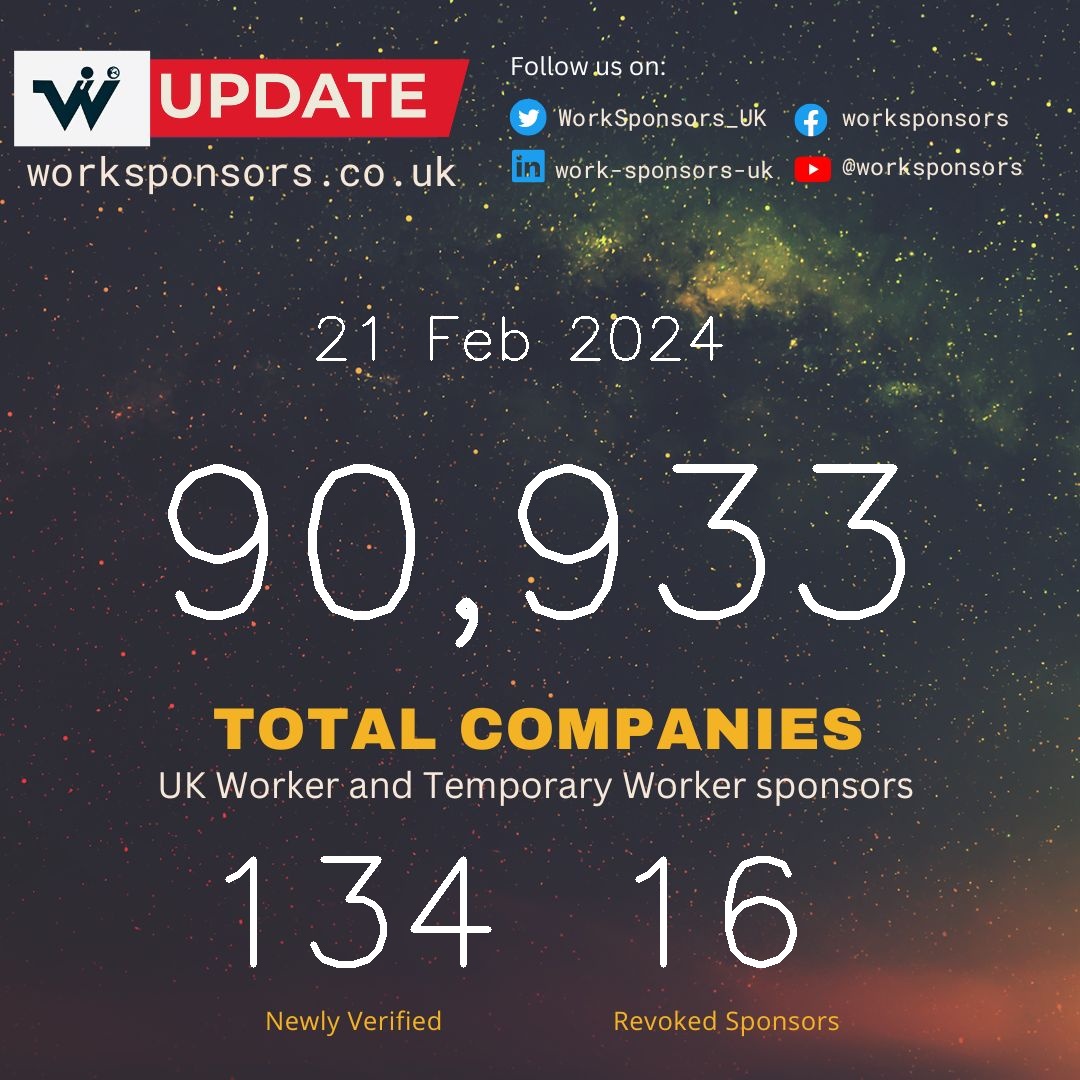 UPDATE
worksponsors.co.uk
Follow us on:
WorkSponsors_UK
worksponsors
work-sponsors-uk
@worksponsors
21 Feb 2024
90,933
TOTAL COMPANIES
UK Worker and Temporary Worker sponsors
134 16
Newly Verified Revoked Sponsors